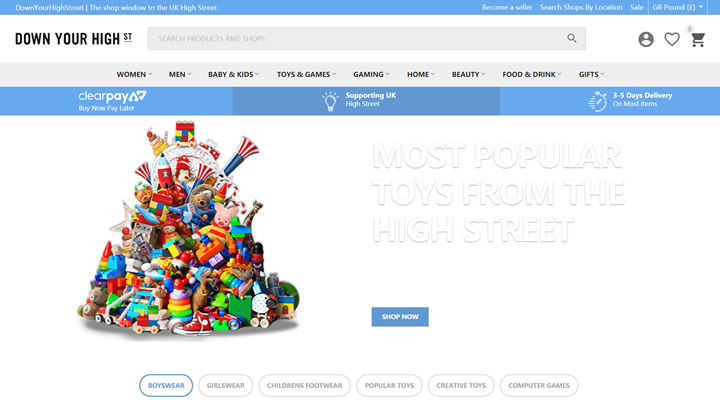 DownYourHighStreet | The shop window to the UK High Street
Become a seller Search Shops By Location Sale GB Pound (£)
DOWN YOUR HIGH ST
SEARCH PRODUCTS AND SHOPS
0
WOMEN MEN BABY & KIDS TOYS & GAMES GAMING HOME BEAUTY FOOD & DRINK GIFTS
clearpay
Buy Now Pay Later
Supporting UK
High Street
3-5 Days Delivery
On Most Items
MOST POPULAR
TOYS FROM THE
HIGH STREET
SHOP NOW
BOYSWEAR GIRLSWEAR CHILDRENS FOOTWEAR POPULAR TOYS CREATIVE TOYS COMPUTER GAMES